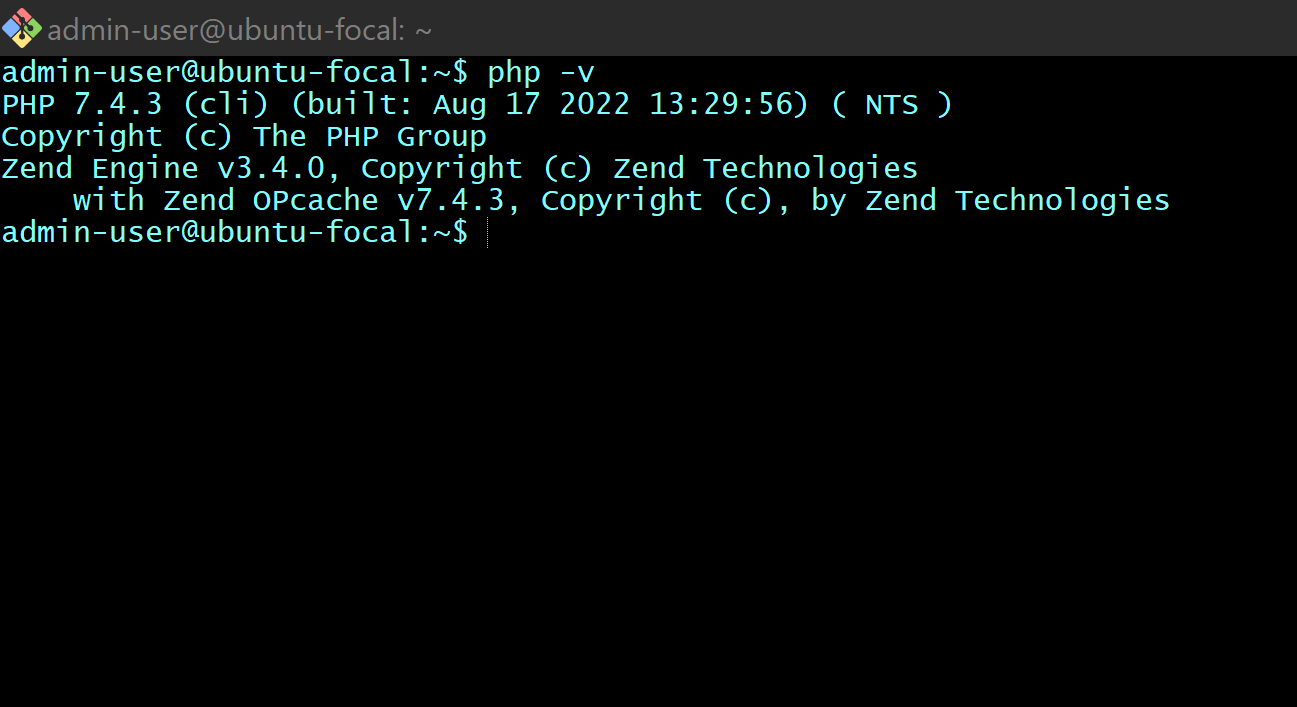 admin-user@ubuntu-focal: ~
admin-user@ubuntu-focal:~$ php -v
PHP 7.4.3 (cli) (built: Aug 17 2022 13:29:56) ( NTS )
Copyright (c) The PHP Group
Zend Engine v3.4.0, Copyright (c) Zend Technologies
    with Zend OPcache v7.4.3, Copyright (c), by Zend Technologies
admin-user@ubuntu-focal:~$